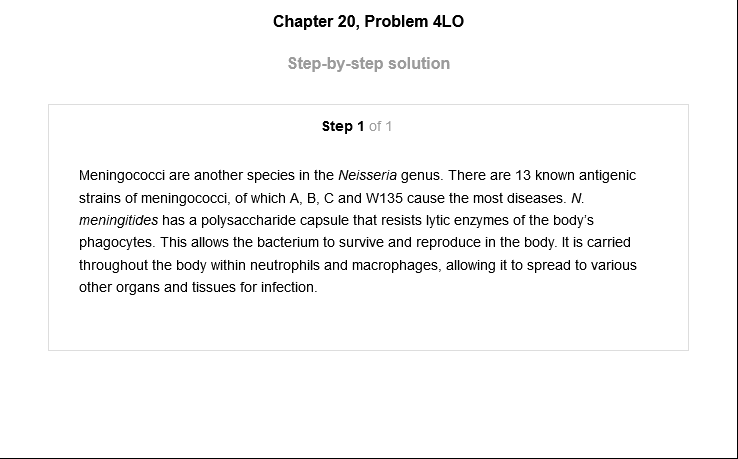 Chapter 20, Problem 4LO
Step-by-step solution
Step 1 of 1
Meningococci are another species in the Neisseria genus. There are 13 known antigenic
strains of meningococci, of which A, B, C and W135 cause the most diseases. N.
meningitides has a polysaccharide capsule that resists lytic enzymes of the body's
phagocytes. This allows the bacterium to survive and reproduce in the body. It is carried
throughout the body within neutrophils and macrophages, allowing it to spread to various
other organs and tissues for infection.